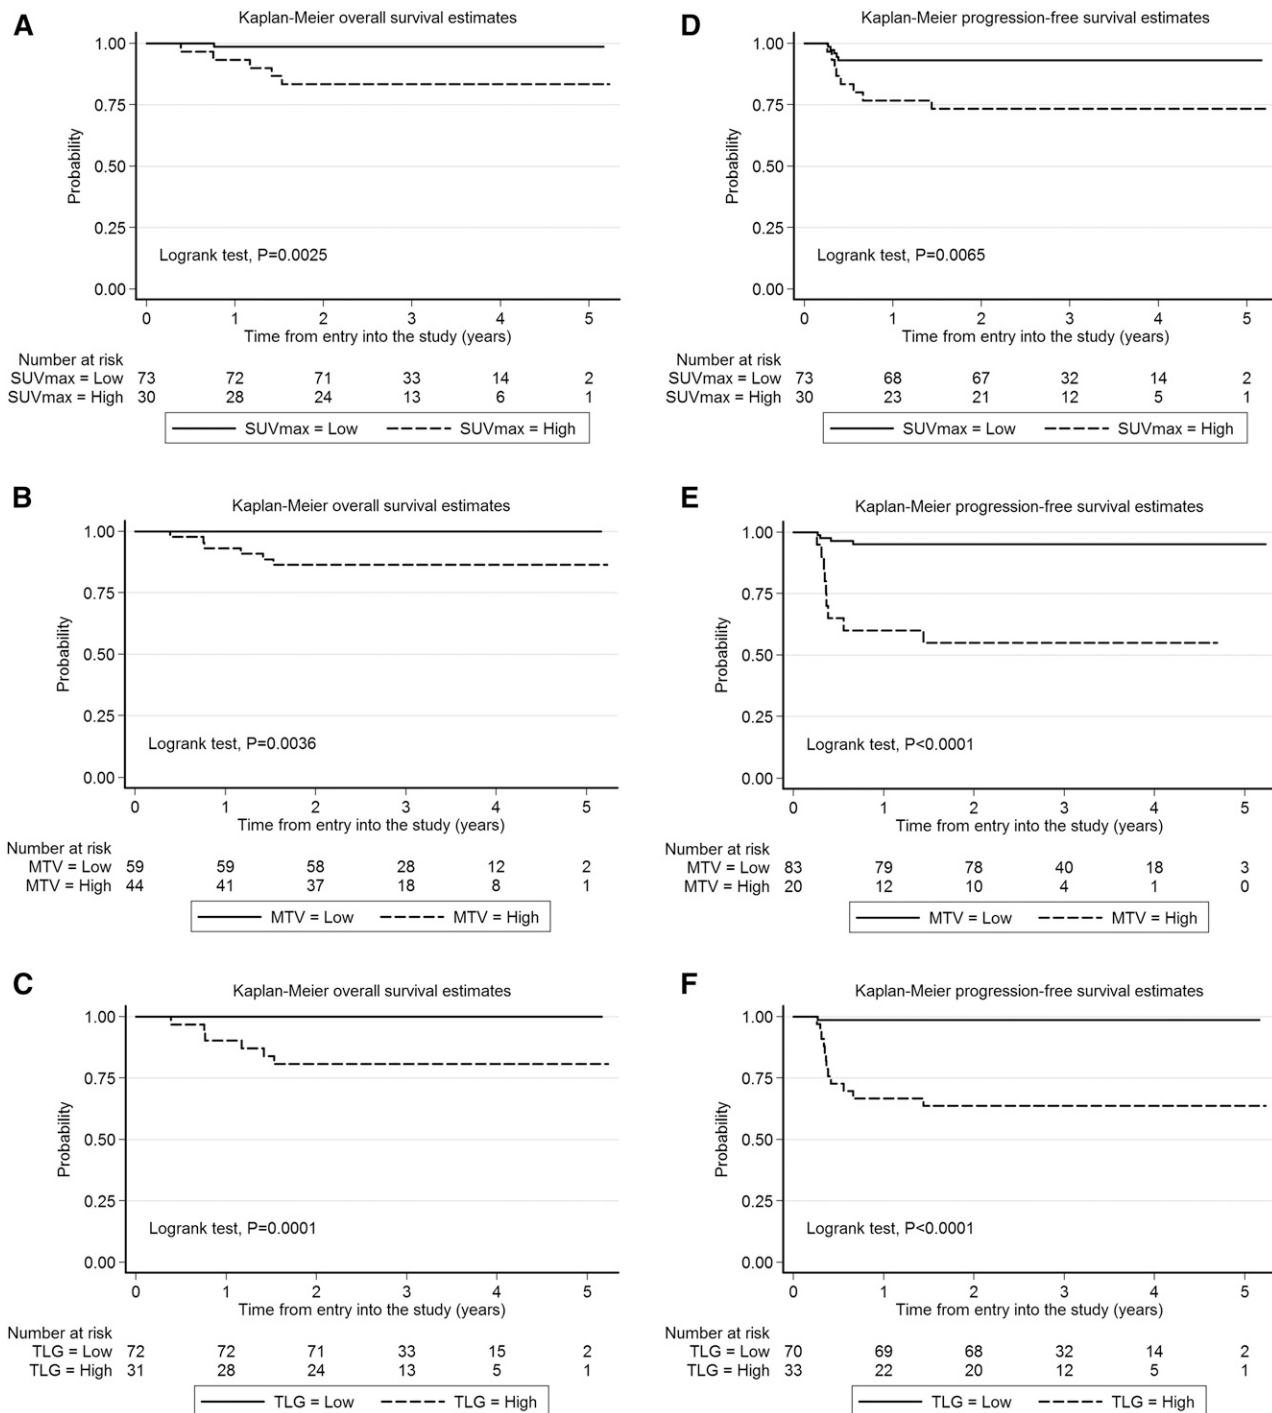 A
Kaplan-Meier overall survival estimates
1.00
0.75
0.50
0.25
0.00
Probability
Logrank test, P=0.0025
0 1 2 3 4 5
Time from entry into the study (years)
Number at risk
SUVmax = Low 73 72 71 33 14 2
SUVmax = High 30 28 24 13 6 1
SUVmax = Low SUVmax = High
D
Kaplan-Meier progression-free survival estimates
1.00
0.75
0.50
0.25
0.00
Probability
Logrank test, P=0.0065
0 1 2 3 4 5
Time from entry into the study (years)
Number at risk
SUVmax = Low 73 68 67 32 14 2
SUVmax = High 30 23 21 12 5 1
SUVmax = Low SUVmax = High
B
Kaplan-Meier overall survival estimates
1.00
0.75
0.50
0.25
0.00
Probability
Logrank test, P=0.0036
0 1 2 3 4 5
Time from entry into the study (years)
Number at risk
MTV = Low 59 59 58 28 12 2
MTV = High 44 41 37 18 8 1
MTV = Low MTV = High
E
Kaplan-Meier progression-free survival estimates
1.00
0.75
0.50
0.25
0.00
Probability
Logrank test, P<0.0001
0 1 2 3 4 5
Time from entry into the study (years)
Number at risk
MTV = Low 83 79 78 40 18 3
MTV = High 20 12 10 4 1 0
MTV = Low MTV = High
C
Kaplan-Meier overall survival estimates
1.00
0.75
0.50
0.25
0.00
Probability
Logrank test, P=0.0001
0 1 2 3 4 5
Time from entry into the study (years)
Number at risk
TLG = Low 72 72 71 33 15 2
TLG = High 31 28 24 13 5 1
TLG = Low TLG = High
F
Kaplan-Meier progression-free survival estimates
1.00
0.75
0.50
0.25
0.00
Probability
Logrank test, P<0.0001
0 1 2 3 4 5
Time from entry into the study (years)
Number at risk
TLG = Low 70 69 68 32 14 2
TLG = High 33 22 20 12 5 1
TLG = Low TLG = High